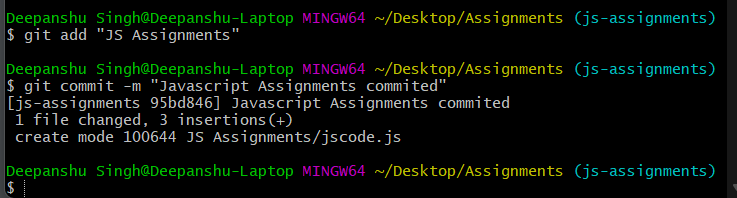 Deepanshu Singh@Deepanshu-Laptop MINGW64 ~/Desktop/Assignments (js-assignments)
$ git add "JS Assignments"
Deepanshu Singh@Deepanshu-Laptop MINGW64 ~/Desktop/Assignments (js-assignments)
$ git commit -m "Javascript Assignments commited"
[js-assignments 95bd846] Javascript Assignments commited
1 file changed, 3 insertions(+)
create mode 100644 JS Assignments/jscode.js
Deepanshu Singh@Deepanshu-Laptop MINGW64 ~/Desktop/Assignments (js-assignments)
$